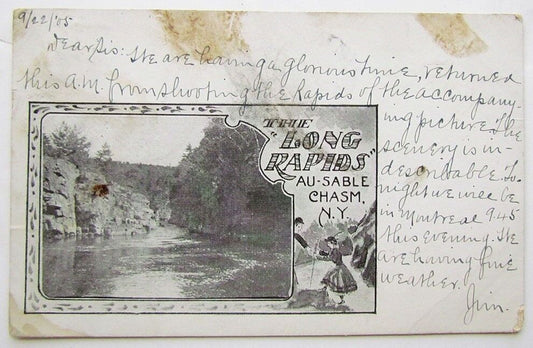 9/22/'05
Dear Sis: We are having a glorious time, returned
this A.M. from shooting the Rapids of the accompany-
ing picture. The
scenery is in-
describable. To-
night we will be
in Montreal 9.45
this evening. We
are having fine
weather.
Jim.
THE
"LONG
RAPIDS"
AU-SABLE
CHASM,
N.Y.